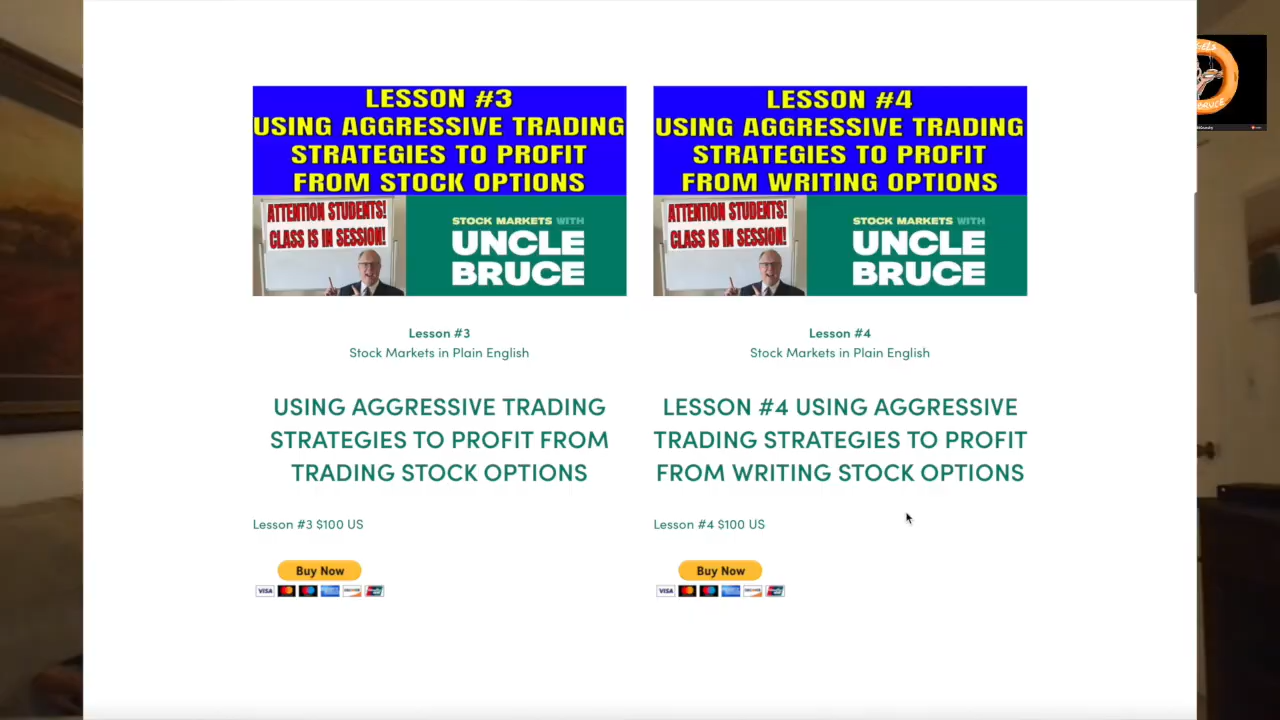 LESSON #3
USING AGGRESSIVE TRADING
STRATEGIES TO PROFIT
FROM STOCK OPTIONS
ATTENTION STUDENTS!
CLASS IS IN SESSION!
STOCK MARKETS WITH
UNCLE
BRUCE
LESSON #4
USING AGGRESSIVE TRADING
STRATEGIES TO PROFIT
FROM WRITING OPTIONS
ATTENTION STUDENTS!
CLASS IS IN SESSION!
STOCK MARKETS WITH
UNCLE
BRUCE
Lesson #3
Stock Markets in Plain English
USING AGGRESSIVE TRADING
STRATEGIES TO PROFIT FROM
TRADING STOCK OPTIONS
Lesson #3 $100 US
Buy Now
VISA
Lesson #4
Stock Markets in Plain English
LESSON #4 USING AGGRESSIVE
TRADING STRATEGIES TO PROFIT
FROM WRITING STOCK OPTIONS
Lesson #4 $100 US
Buy Now
VISA
BRUCE